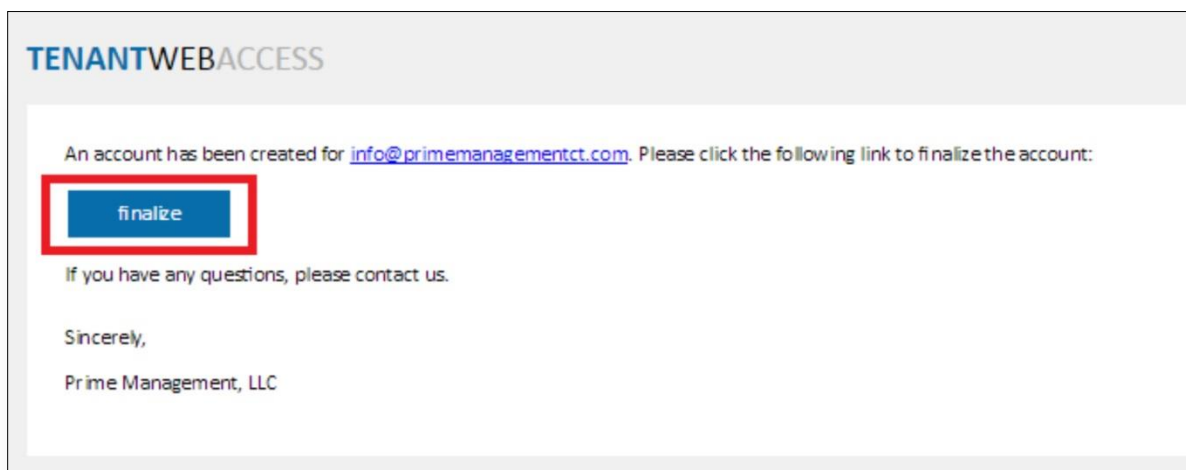 TENANTWEBACCESS
An account has been created for info@primemanagementct.com. Please click the following link to finalize the account:
finalize
If you have any questions, please contact us.
Sincerely,
Prime Management, LLC